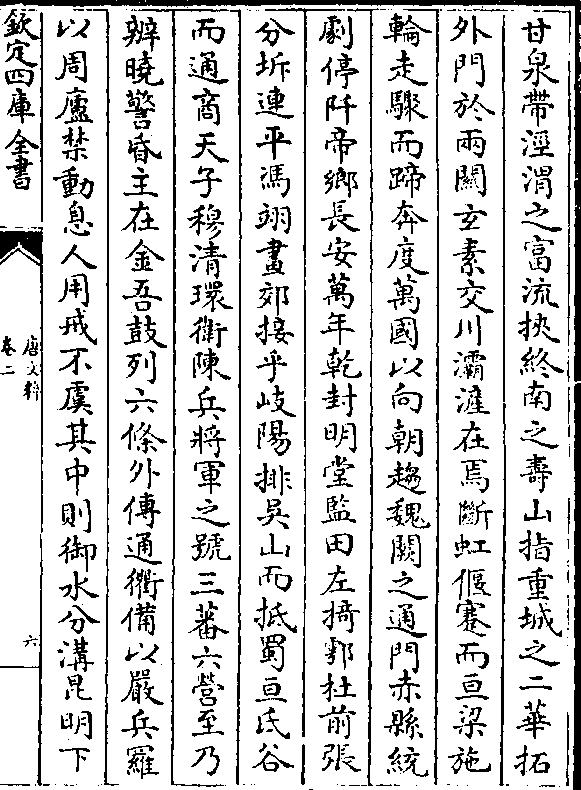 甘泉帶涇渭之富流挾終南之壽山指重城之二華拓
外門於兩關玄素交川灞滻在焉斷虹偃蹇而亘梁施
輪走驟而蹄奔度萬國以向朝趨魏闕之通門赤縣統
劇停阡帝鄉長安萬年乾封明堂監田左掎鄠杜前張
分坼連平馮翊畫郊接乎岐陽排吳山而抵蜀亘氐谷
而通商天子穆清環衛陳兵將軍之號三蕃六營至乃
辨曉警昏主在金吾鼓列六條外傳通衢備以嚴兵羅
以周廬禁動息人用戒不虞其中則御水分溝昆明下
欽定四庫全書
唐文粹
卷二
六